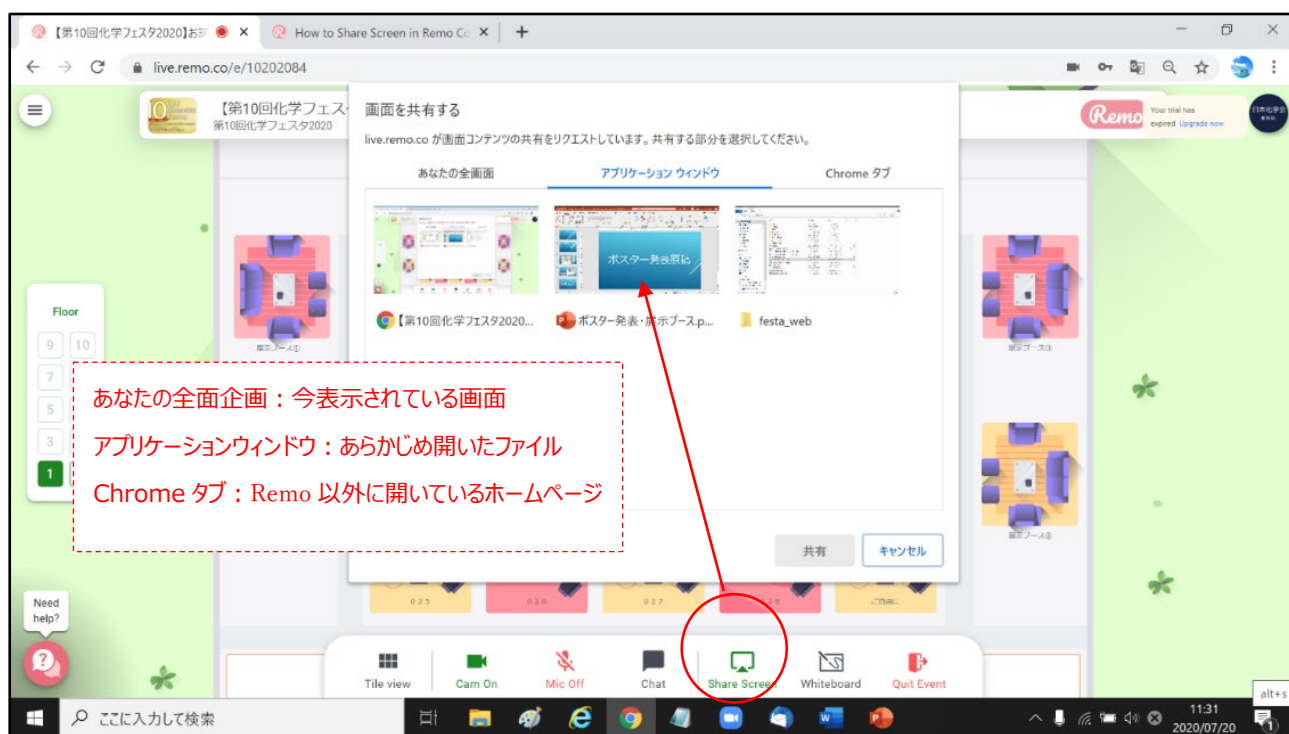 【第10回化学フェスタ2020】お
How to Share Screen in Remo Co
live.remo.co/e/10202084
【第10回化学フェス
第10回化学フェスタ2020
Remo
Your trial has
expired Upgrade now
画面を共有する
live.remo.co が画面コンテンツの共有をリクエストしています。共有する部分を選択してください。
あなたの全画面
アプリケーション ウィンドウ
Chrome タブ
ポスター発表原稿
【第10回化学フェスタ2020...
ポスター発表・展示ブース.p...
festa_web
Floor
9 10
7
5
3
1
展示ブース①
あなたの全面企画：今表示されている画面
アプリケーションウィンドウ：あらかじめ開いたファイル
Chrome タブ：Remo 以外に開いているホームページ
共有
キャンセル
025
026
027
028
Need
help?
Tile view
Cam On
Mic Off
Chat
Share Screen
Whiteboard
Quit Event
alt+s
ここに入力して検索
11:31
2020/07/20